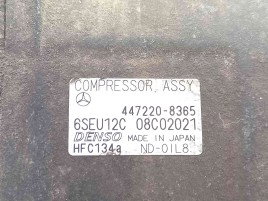 COMPRESSOR, ASSY
447220-8365
6SEU12C 08C02021
DENSO MADE IN JAPAN
HFC134a ND-OIL8